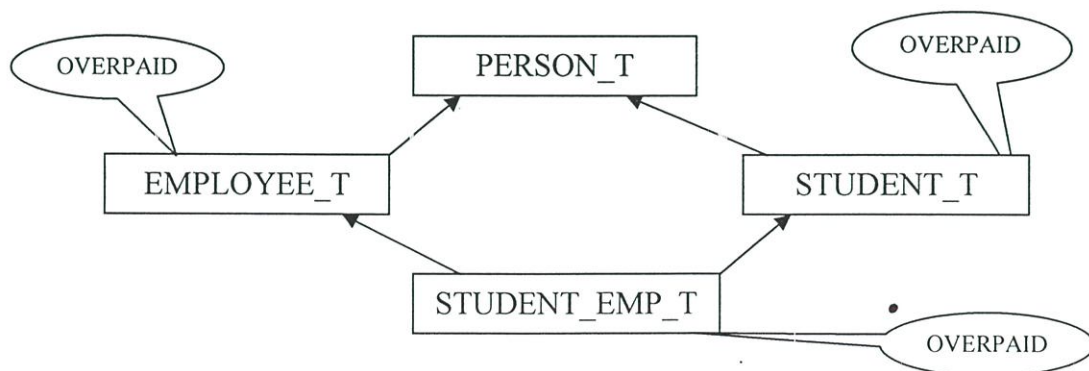 OVERPAID
PERSON_T
OVERPAID
EMPLOYEE_T
STUDENT_T
STUDENT_EMP_T
OVERPAID